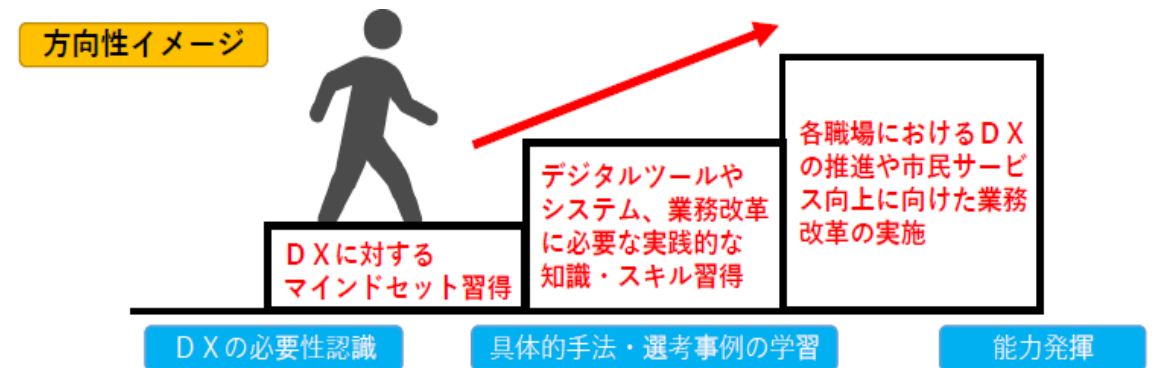 方向性イメージ
ＤＸに対する
マインドセット習得
デジタルツールや
システム、業務改革
に必要な実践的な
知識・スキル習得
各職場におけるＤＸ
の推進や市民サービ
ス向上に向けた業務
改革の実施
ＤＸの必要性認識
具体的手法・選考事例の学習
能力発揮